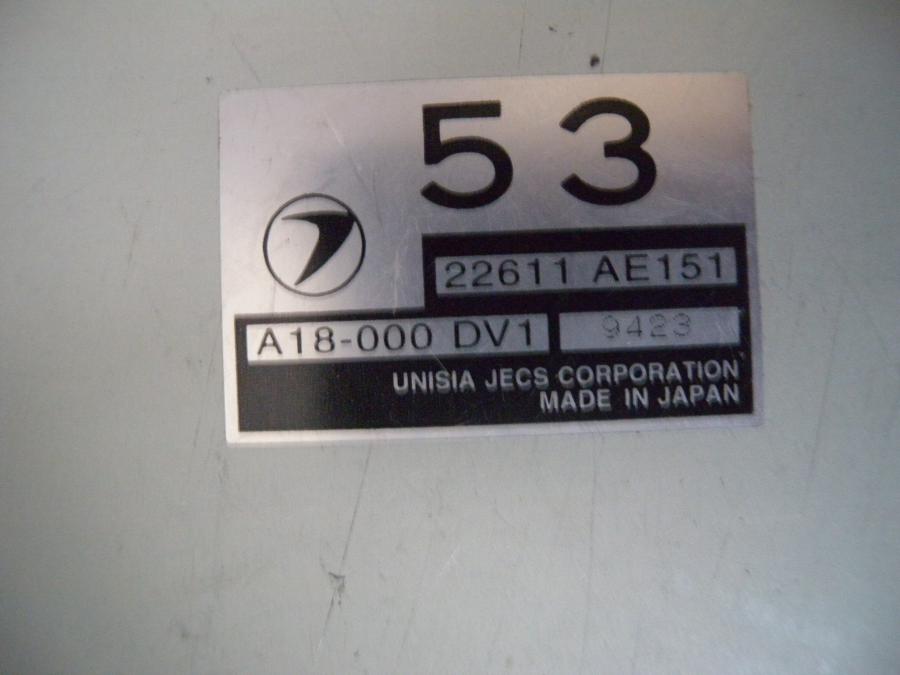 53
22611 AE151
A18-000 DV1 9423
UNISIA JECS CORPORATION
MADE IN JAPAN